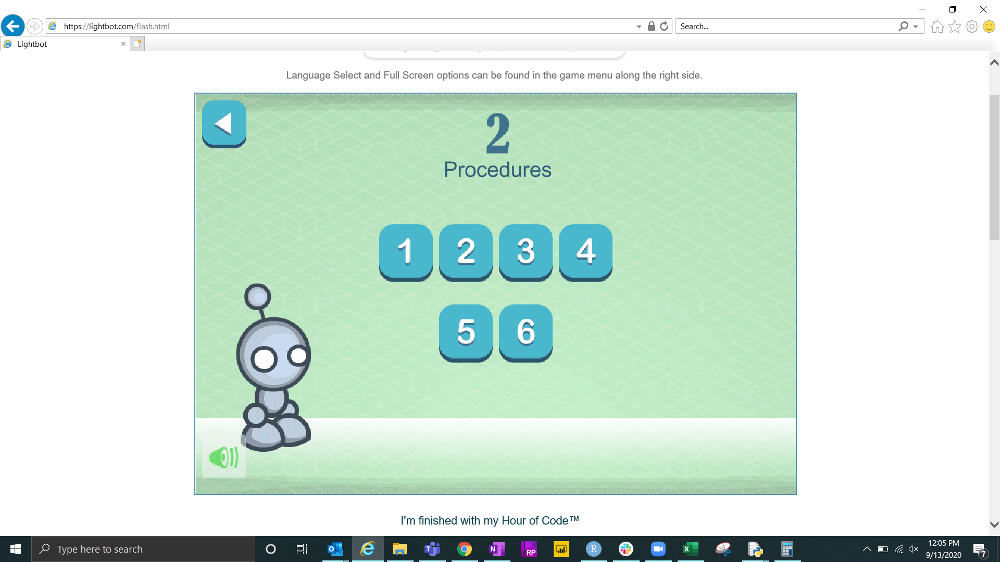 https://lightbot.com/flash.html
Search...
Lightbot
Language Select and Full Screen options can be found in the game menu along the right side.
2
Procedures
1 2 3 4
5 6
I'm finished with my Hour of Code™
Type here to search
12:05 PM
9/13/2020
7